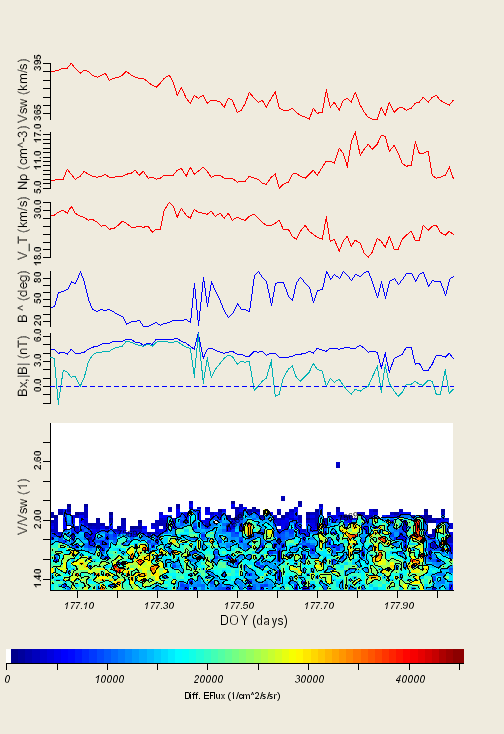 Vsw (km/s)
395
365
Np (cm^-3)
17.0
11.0
5.0
V_T (km/s)
30.0
18.0
B ^ (deg)
80
50
20
Bx,|B| (nT)
6.0
3.0
0.0
V/Vsw (1)
2.60
2.00
1.40
177.10 177.30 177.50 177.70 177.90
DOY (days)
0 10000 20000 30000 40000
Diff. EFlux (1/cm^2/s/sr)